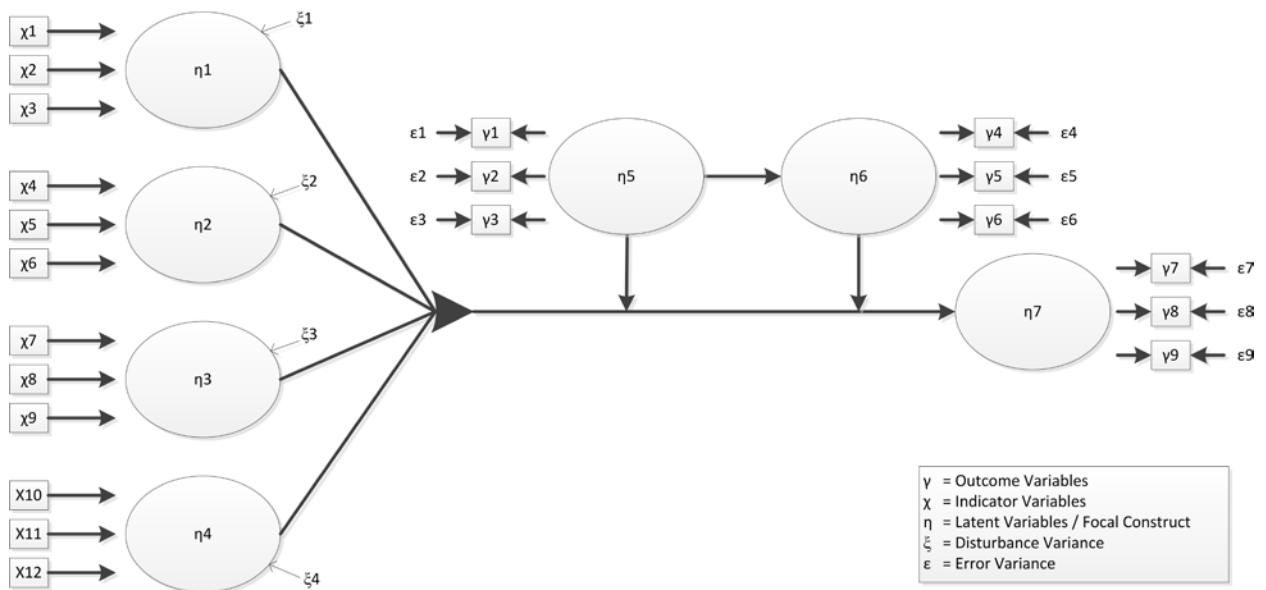 χ1
χ2
χ3
η1
ξ1
χ4
χ5
χ6
η2
ξ2
χ7
χ8
χ9
η3
ξ3
X10
X11
X12
η4
ξ4
ε1 γ1
ε2 γ2
ε3 γ3
η5
η6
γ4 ε4
γ5 ε5
γ6 ε6
η7
γ7 ε7
γ8 ε8
γ9 ε9
γ = Outcome Variables
χ = Indicator Variables
η = Latent Variables / Focal Construct
ξ = Disturbance Variance
ε = Error Variance